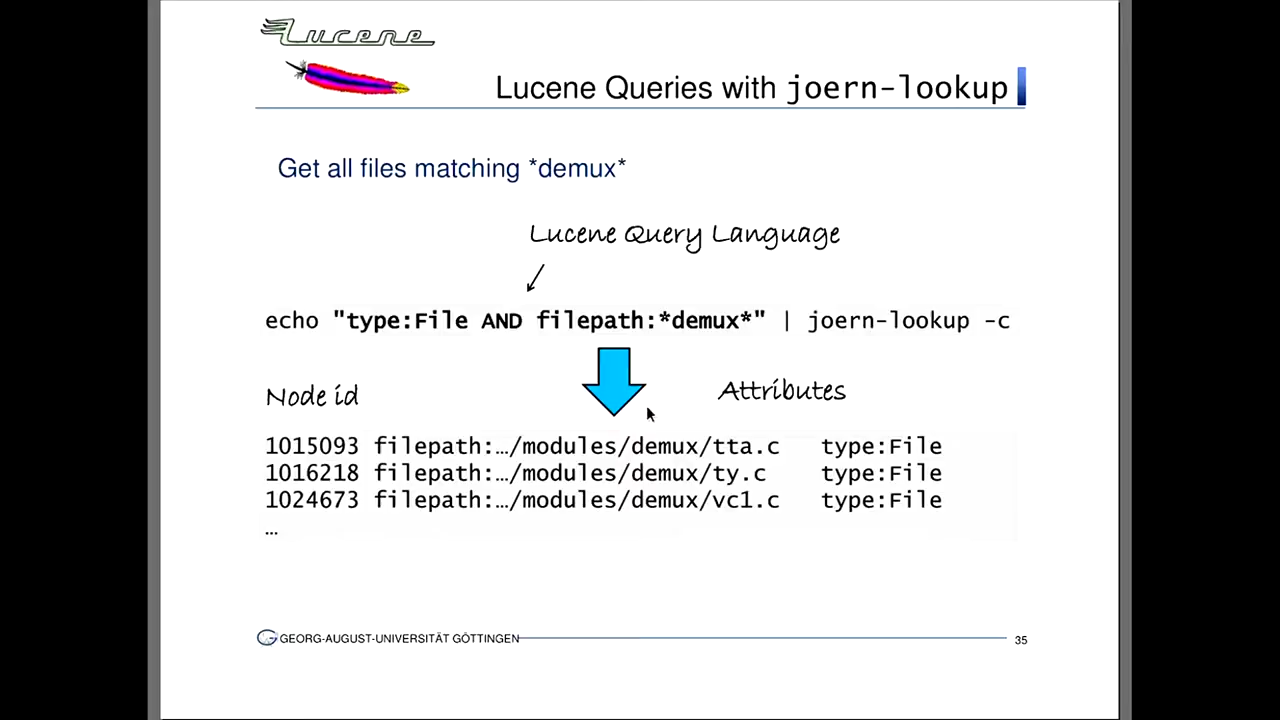 Lucene
Lucene Queries with joern-lookup
Get all files matching *demux*
Lucene Query Language
echo "type:File AND filepath:*demux*" | joern-lookup -c
Node id
Attributes
1015093 filepath:…/modules/demux/tta.c type:File
1016218 filepath:…/modules/demux/ty.c type:File
1024673 filepath:…/modules/demux/vc1.c type:File
…
GEORG-AUGUST-UNIVERSITÄT GÖTTINGEN
35